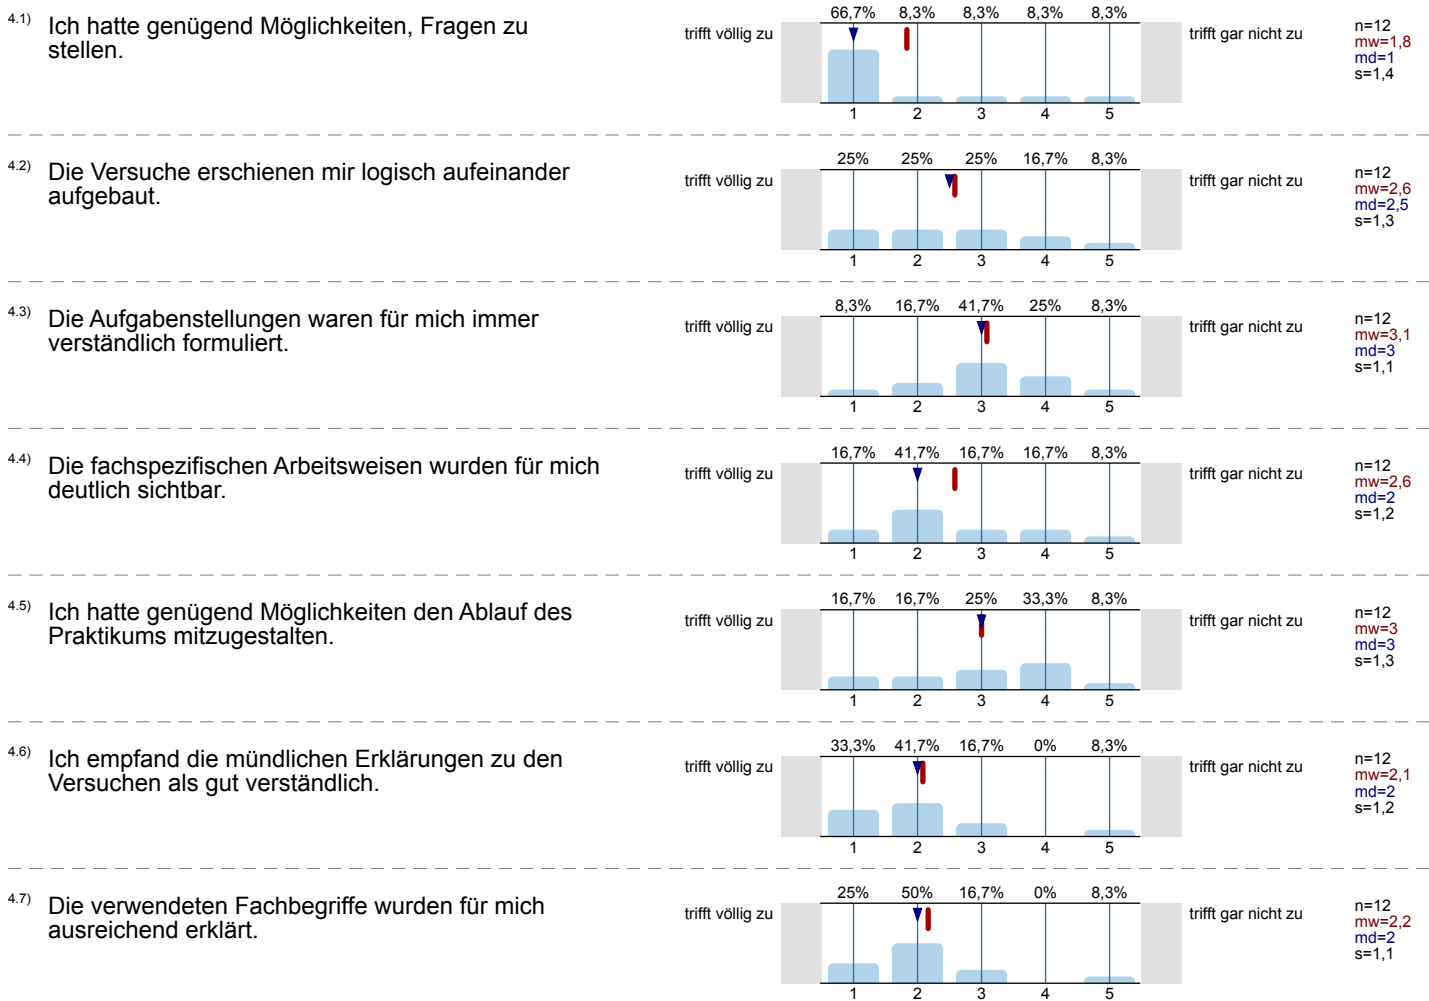 4.1) Ich hatte genügend Möglichkeiten, Fragen zu
stellen.
trifft völlig zu
66,7% 8,3% 8,3% 8,3% 8,3%
1 2 3 4 5
trifft gar nicht zu
n=12
mw=1,8
md=1
s=1,4
4.2) Die Versuche erschienen mir logisch aufeinander
aufgebaut.
trifft völlig zu
25% 25% 25% 16,7% 8,3%
1 2 3 4 5
trifft gar nicht zu
n=12
mw=2,6
md=2,5
s=1,3
4.3) Die Aufgabenstellungen waren für mich immer
verständlich formuliert.
trifft völlig zu
8,3% 16,7% 41,7% 25% 8,3%
1 2 3 4 5
trifft gar nicht zu
n=12
mw=3,1
md=3
s=1,1
4.4) Die fachspezifischen Arbeitsweisen wurden für mich
deutlich sichtbar.
trifft völlig zu
16,7% 41,7% 16,7% 16,7% 8,3%
1 2 3 4 5
trifft gar nicht zu
n=12
mw=2,6
md=2
s=1,2
4.5) Ich hatte genügend Möglichkeiten den Ablauf des
Praktikums mitzugestalten.
trifft völlig zu
16,7% 16,7% 25% 33,3% 8,3%
1 2 3 4 5
trifft gar nicht zu
n=12
mw=3
md=3
s=1,3
4.6) Ich empfand die mündlichen Erklärungen zu den
Versuchen als gut verständlich.
trifft völlig zu
33,3% 41,7% 16,7% 0% 8,3%
1 2 3 4 5
trifft gar nicht zu
n=12
mw=2,1
md=2
s=1,2
4.7) Die verwendeten Fachbegriffe wurden für mich
ausreichend erklärt.
trifft völlig zu
25% 50% 16,7% 0% 8,3%
1 2 3 4 5
trifft gar nicht zu
n=12
mw=2,2
md=2
s=1,1